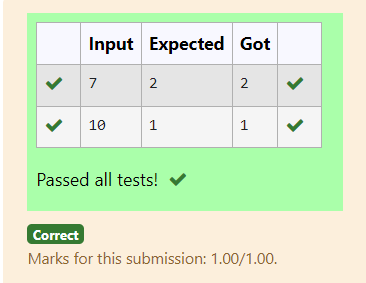 Input Expected Got
7 2 2
10 1 1
Passed all tests!
Correct
Marks for this submission: 1.00/1.00.